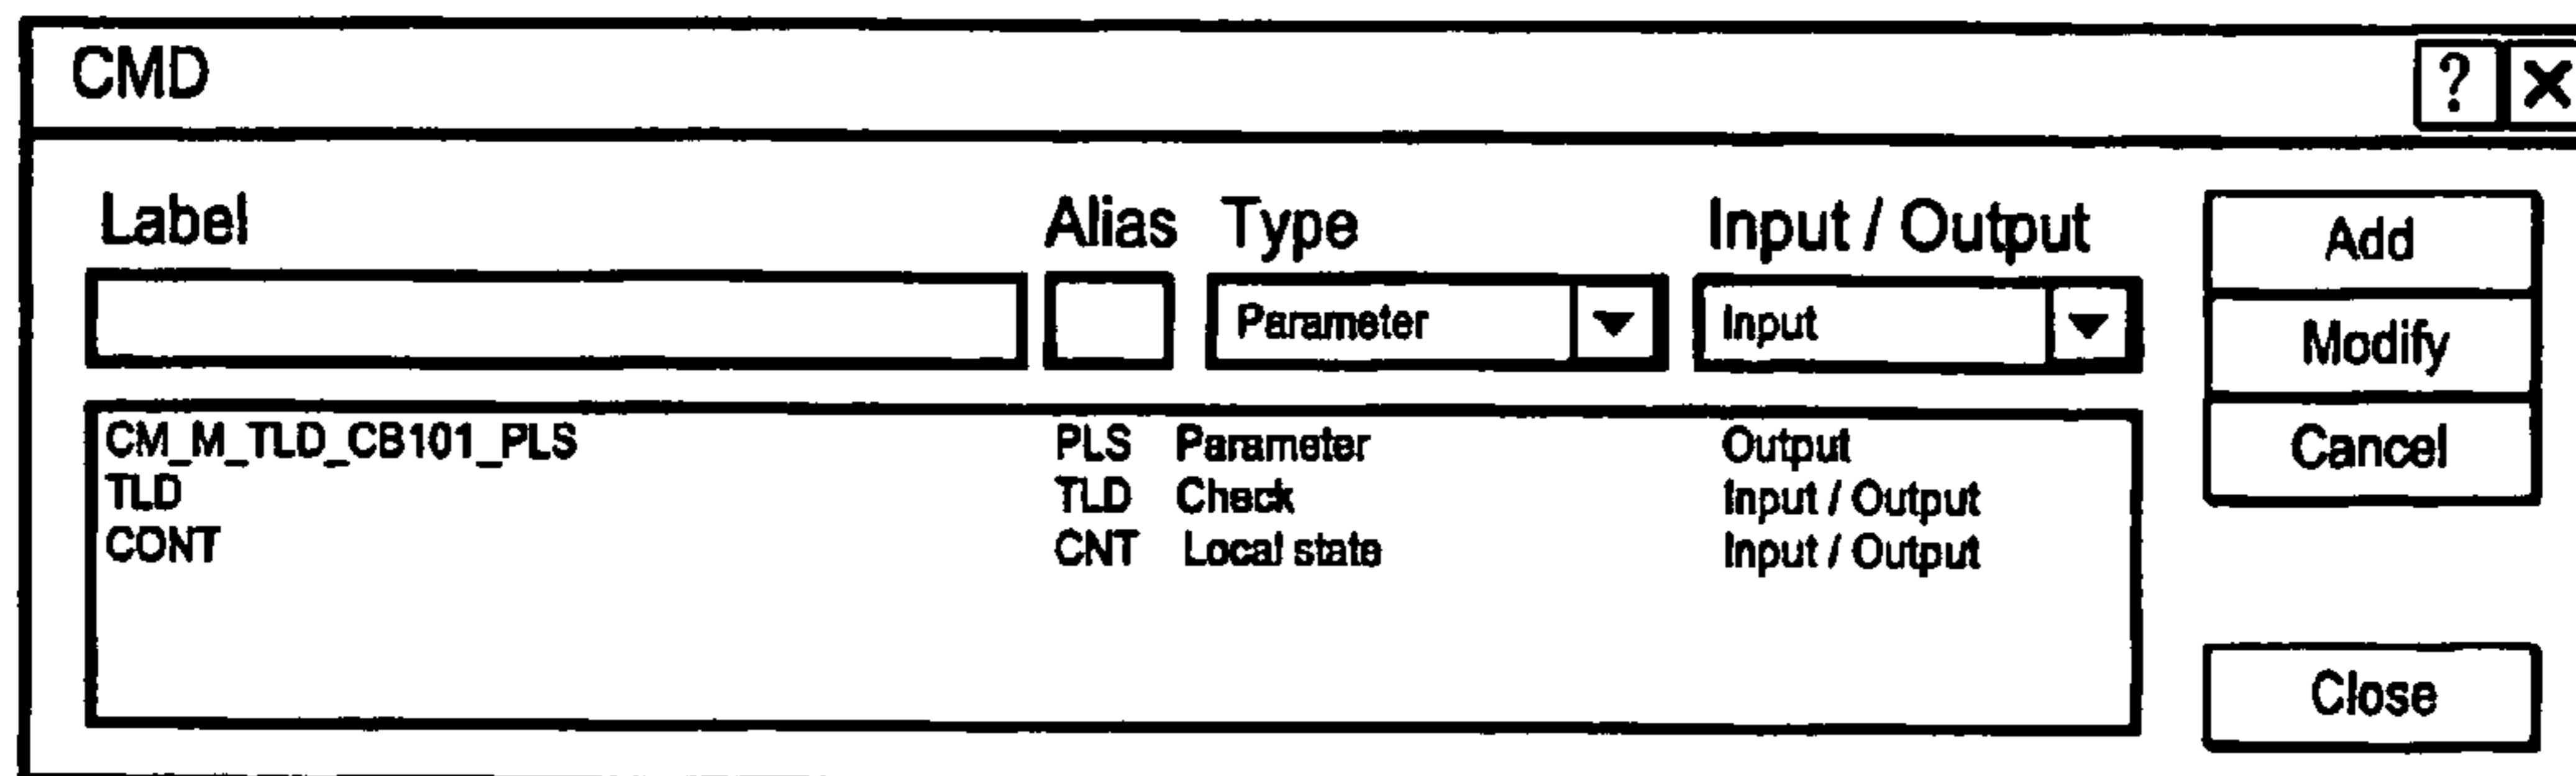 CMD ? X
Label Alias Type Input / Output
Add
Parameter Input
Modify
CM_M_TLD_CB101_PLS PLS Parameter Output
Cancel
TLD TLD Check Input / Output
CONT CNT Local state Input / Output
Close